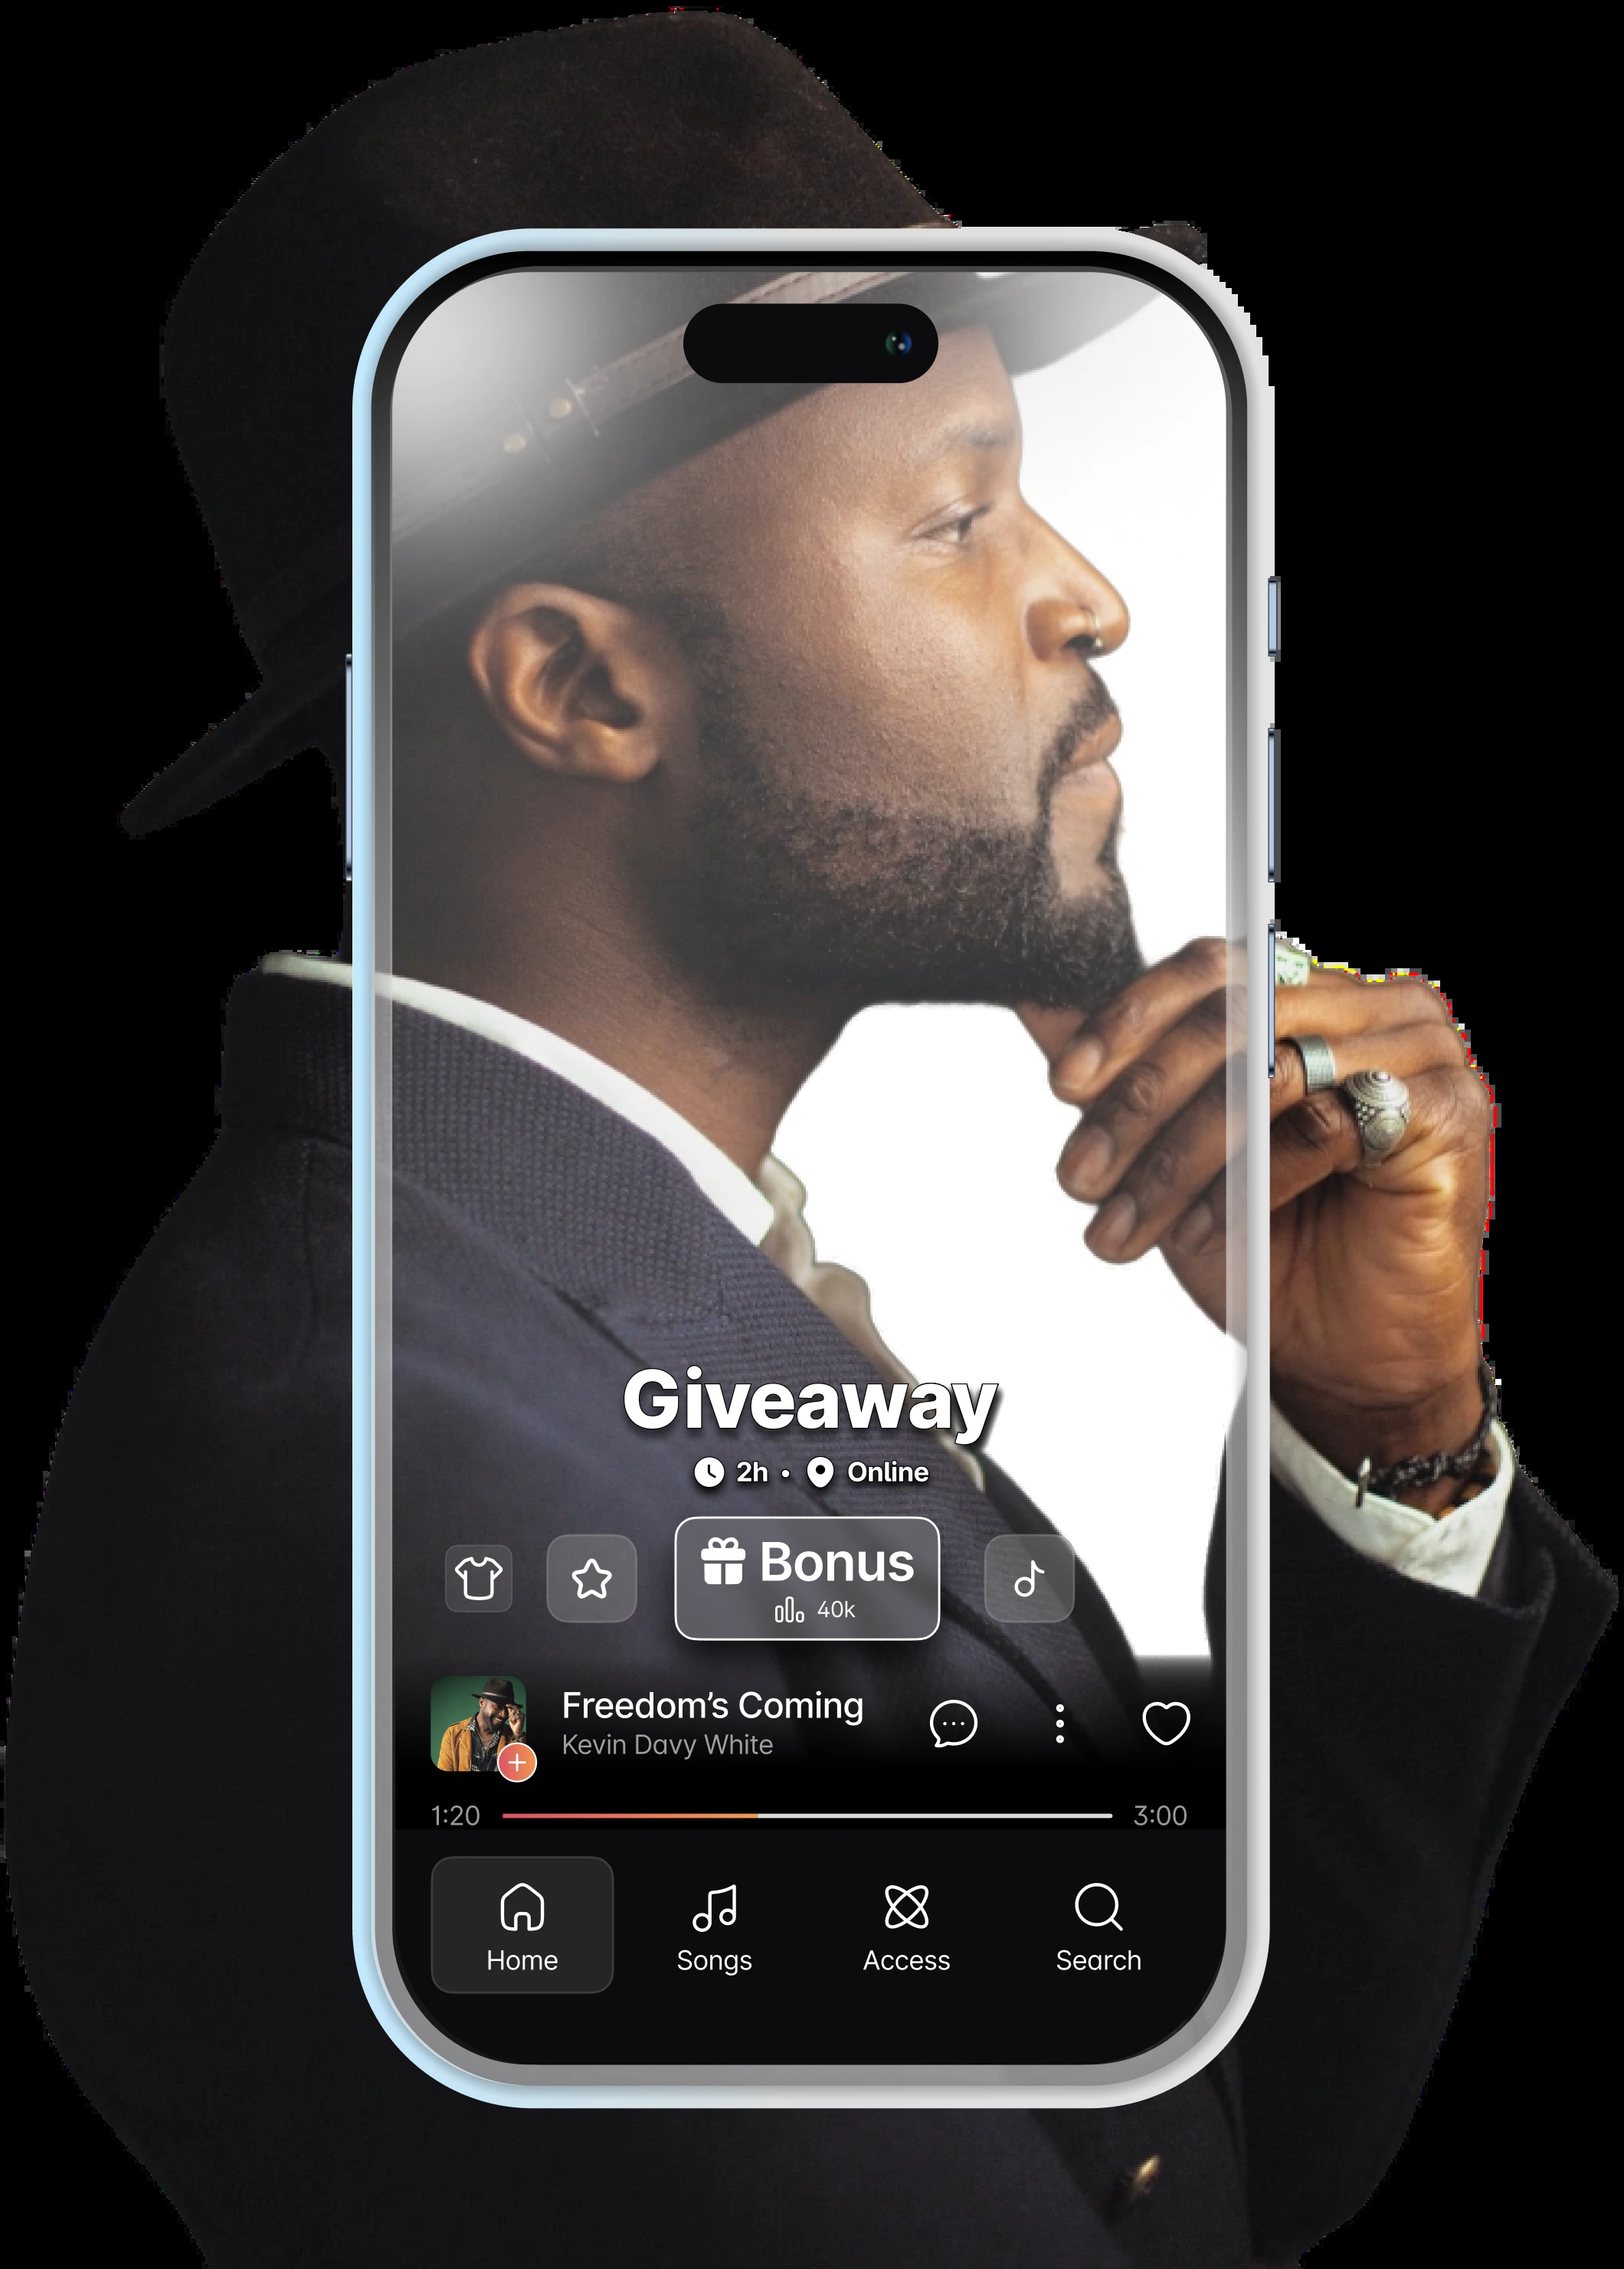 Giveaway
2h • Online
Bonus
40k
Freedom’s Coming
Kevin Davy White
1:20 3:00
Home Songs Access Search